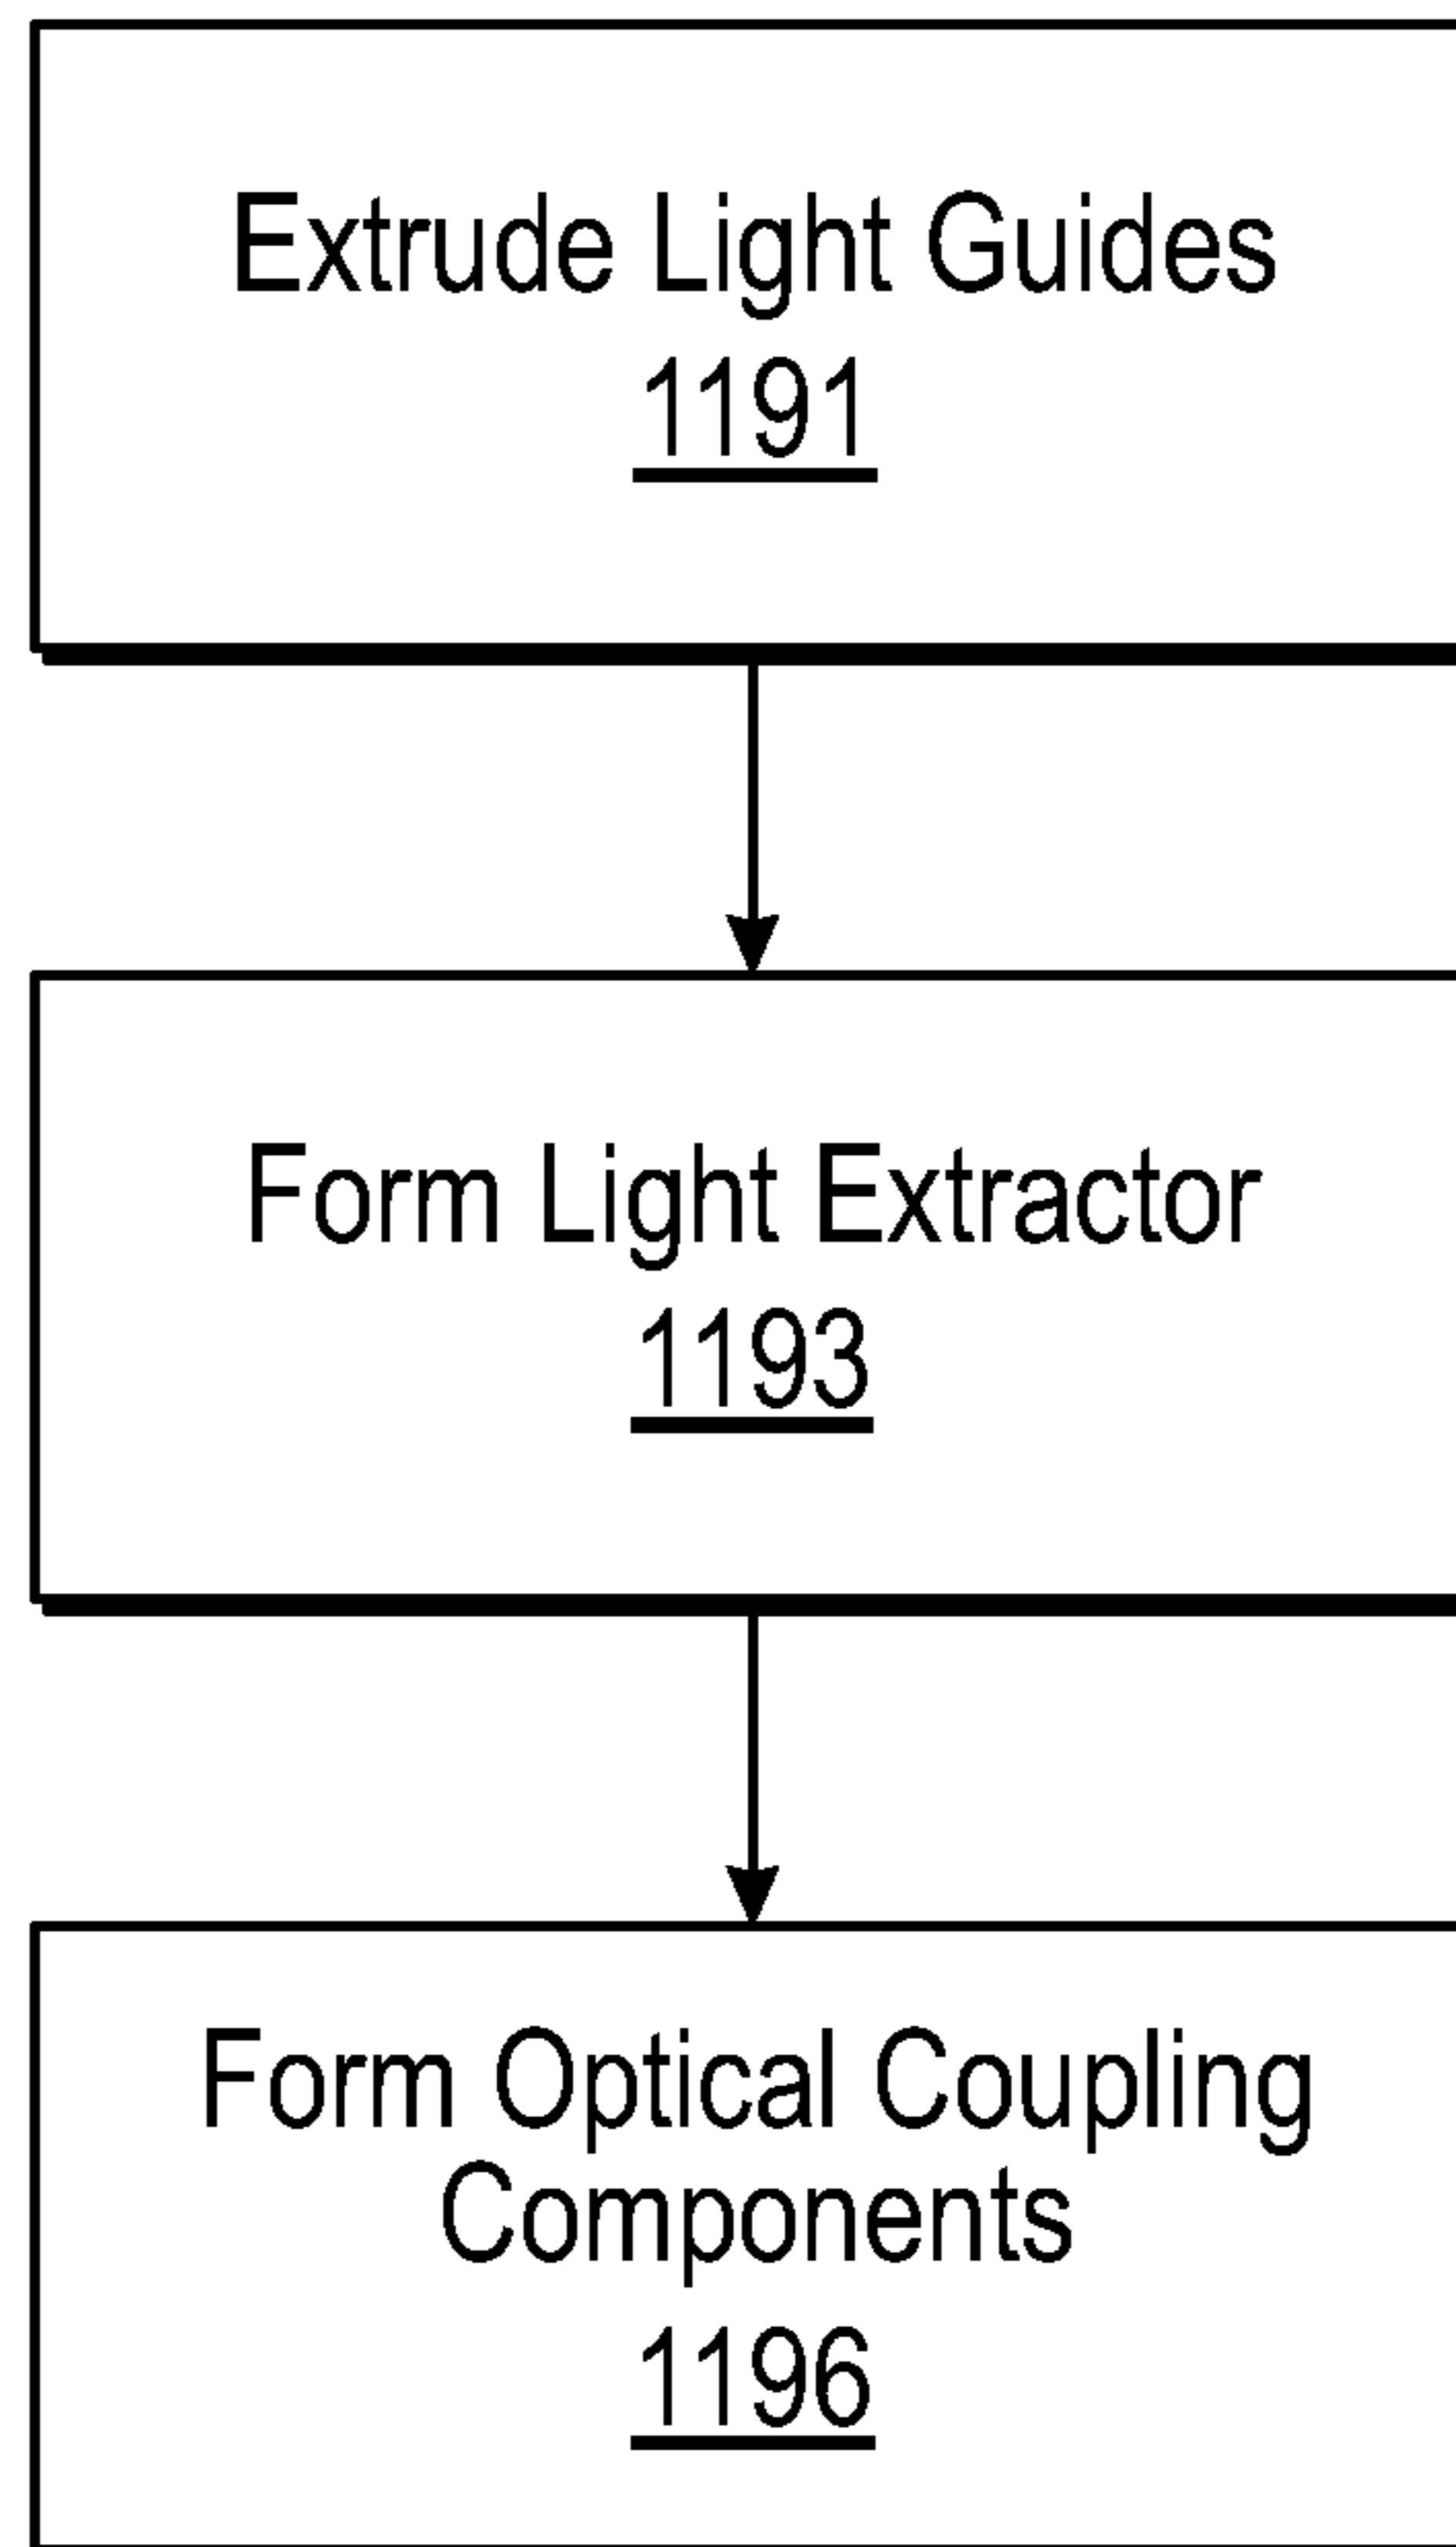 Extrude Light Guides
1191
Form Light Extractor
1193
Form Optical Coupling
Components
1196